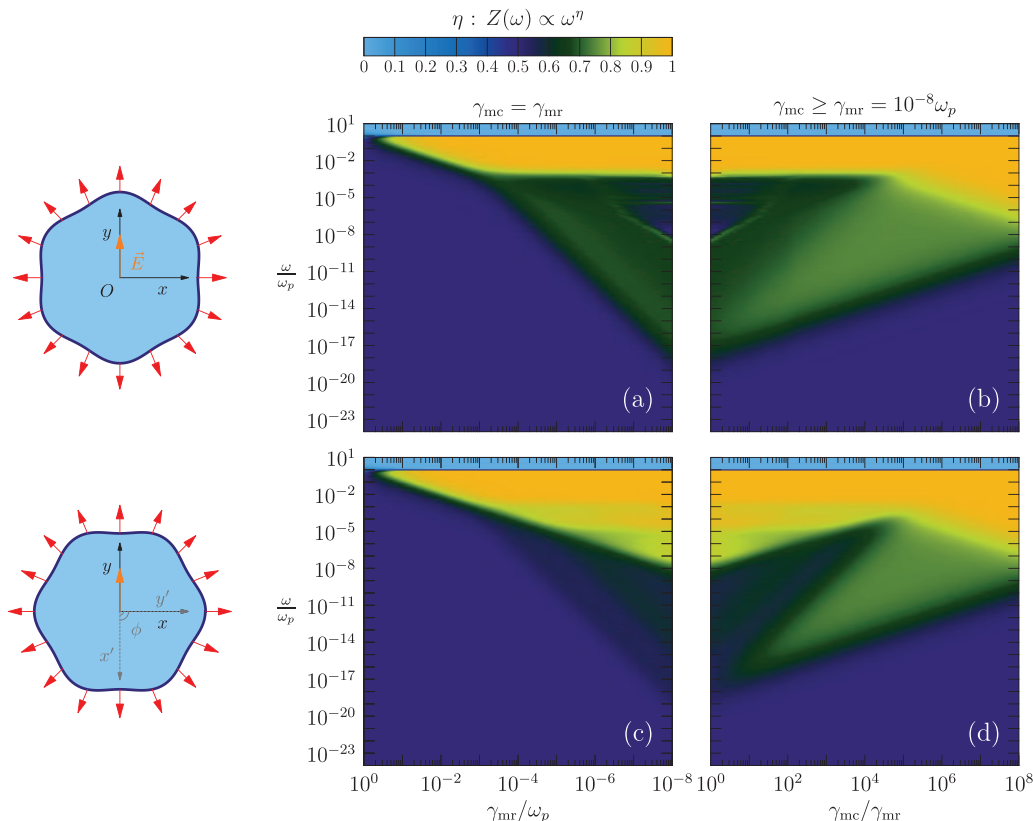 η : Z(ω) ∝ ω^η
0 0.1 0.2 0.3 0.4 0.5 0.6 0.7 0.8 0.9 1
γ_mc = γ_mr
γ_mc ≥ γ_mr = 10^−8 ω_p
10^1
10^−2
10^−5
10^−8
10^−11
10^−14
10^−17
10^−20
10^−23
ω/ω_p
y
E⃗
O
x
(a)
(b)
10^1
10^−2
10^−5
10^−8
10^−11
10^−14
10^−17
10^−20
10^−23
ω/ω_p
y
y′
x
ϕ
x′
(c)
(d)
10^0 10^−2 10^−4 10^−6 10^−8
10^0 10^2 10^4 10^6 10^8
γ_mr/ω_p
γ_mc/γ_mr